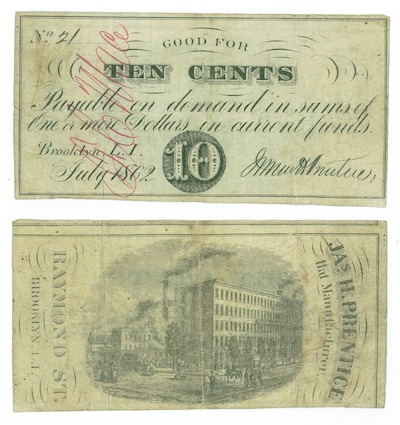 No 21
GOOD FOR
TEN CENTS
Payable on demand in sums of
One or more Dollars in current funds.
Brooklyn L.I.
July 1862
10
JAS H. PRENTICE
Hat Manufacturer
RAYMOND ST.
BROOKLYN L.I.